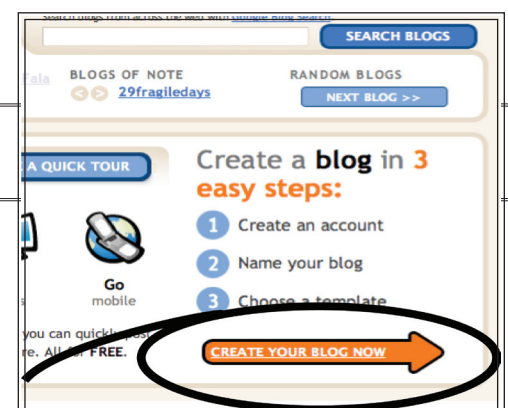 Search blogs from across the web with Google Blog Search.
SEARCH BLOGS
Fala
BLOGS OF NOTE
RANDOM BLOGS
29fragiledays
NEXT BLOG >>
A QUICK TOUR
Create a blog in 3
easy steps:
1 Create an account
2 Name your blog
3 Choose a template
Go
mobile
you can quickly post
re. All for FREE.
CREATE YOUR BLOG NOW